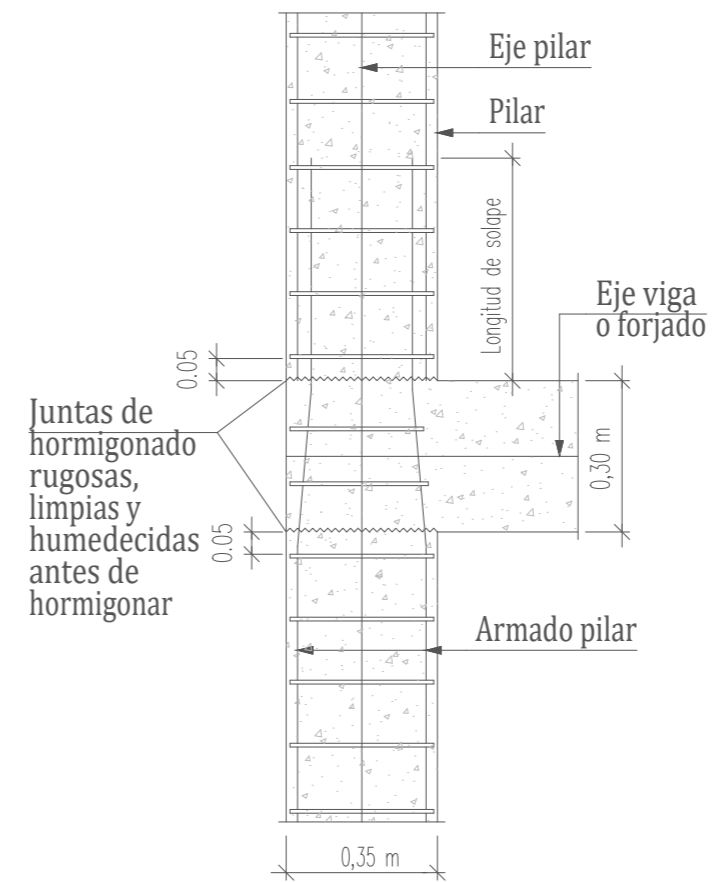 Eje pilar
Pilar
Longitud de solape
Eje viga
o forjado
0.05
Juntas de
hormigonado
rugosas,
limpias y
humedecidas
antes de
hormigonar
0,30 m
0.05
Armado pilar
0,35 m